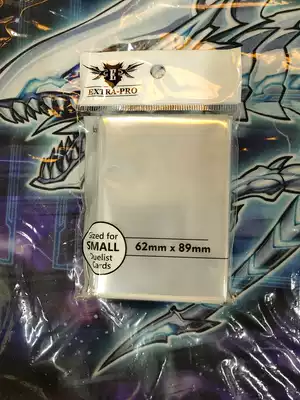 EXTRA-PRO
Sized for
SMALL
Duelist
Cards
62mm x 89mm